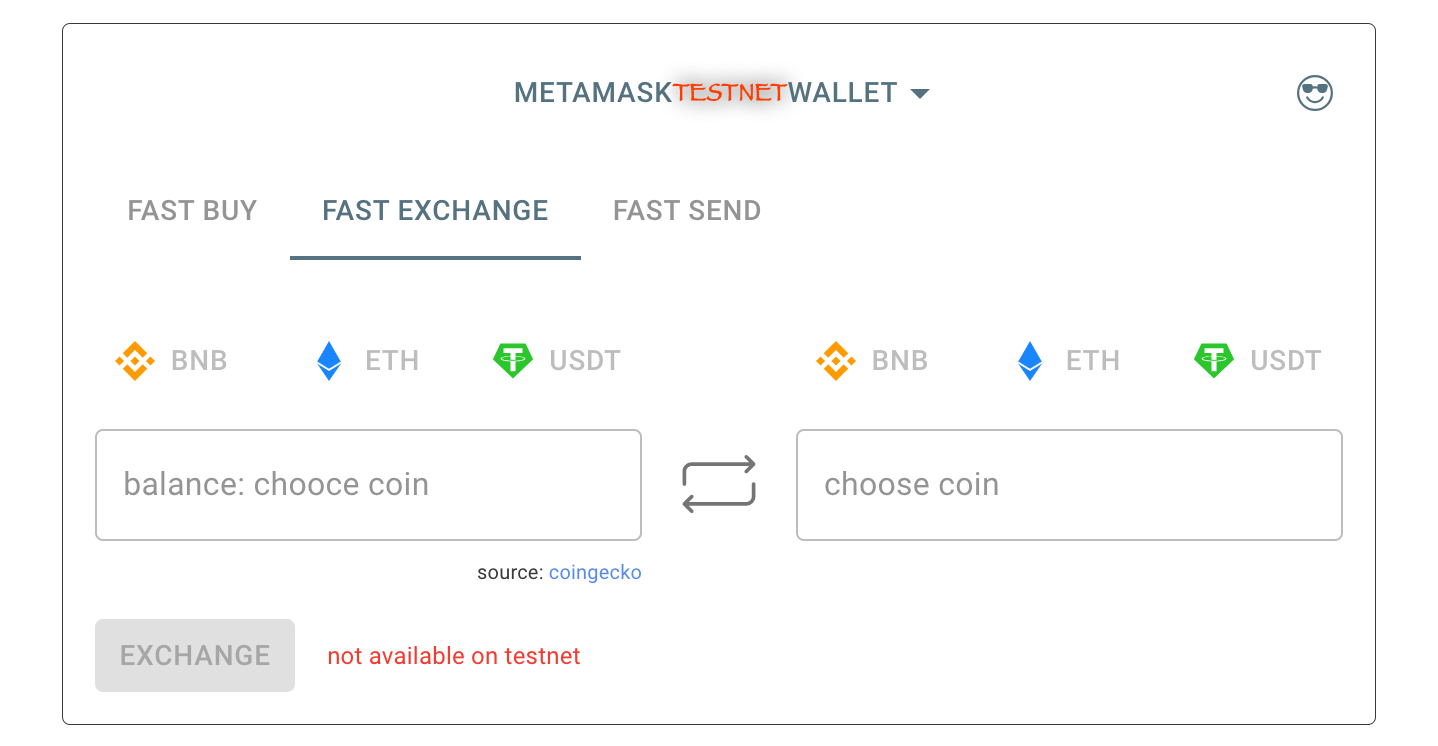 METAMASKTESTNETWALLET
FAST BUY FAST EXCHANGE FAST SEND
BNB ETH USDT BNB ETH USDT
balance: chooce coin choose coin
source: coingecko
EXCHANGE not available on testnet